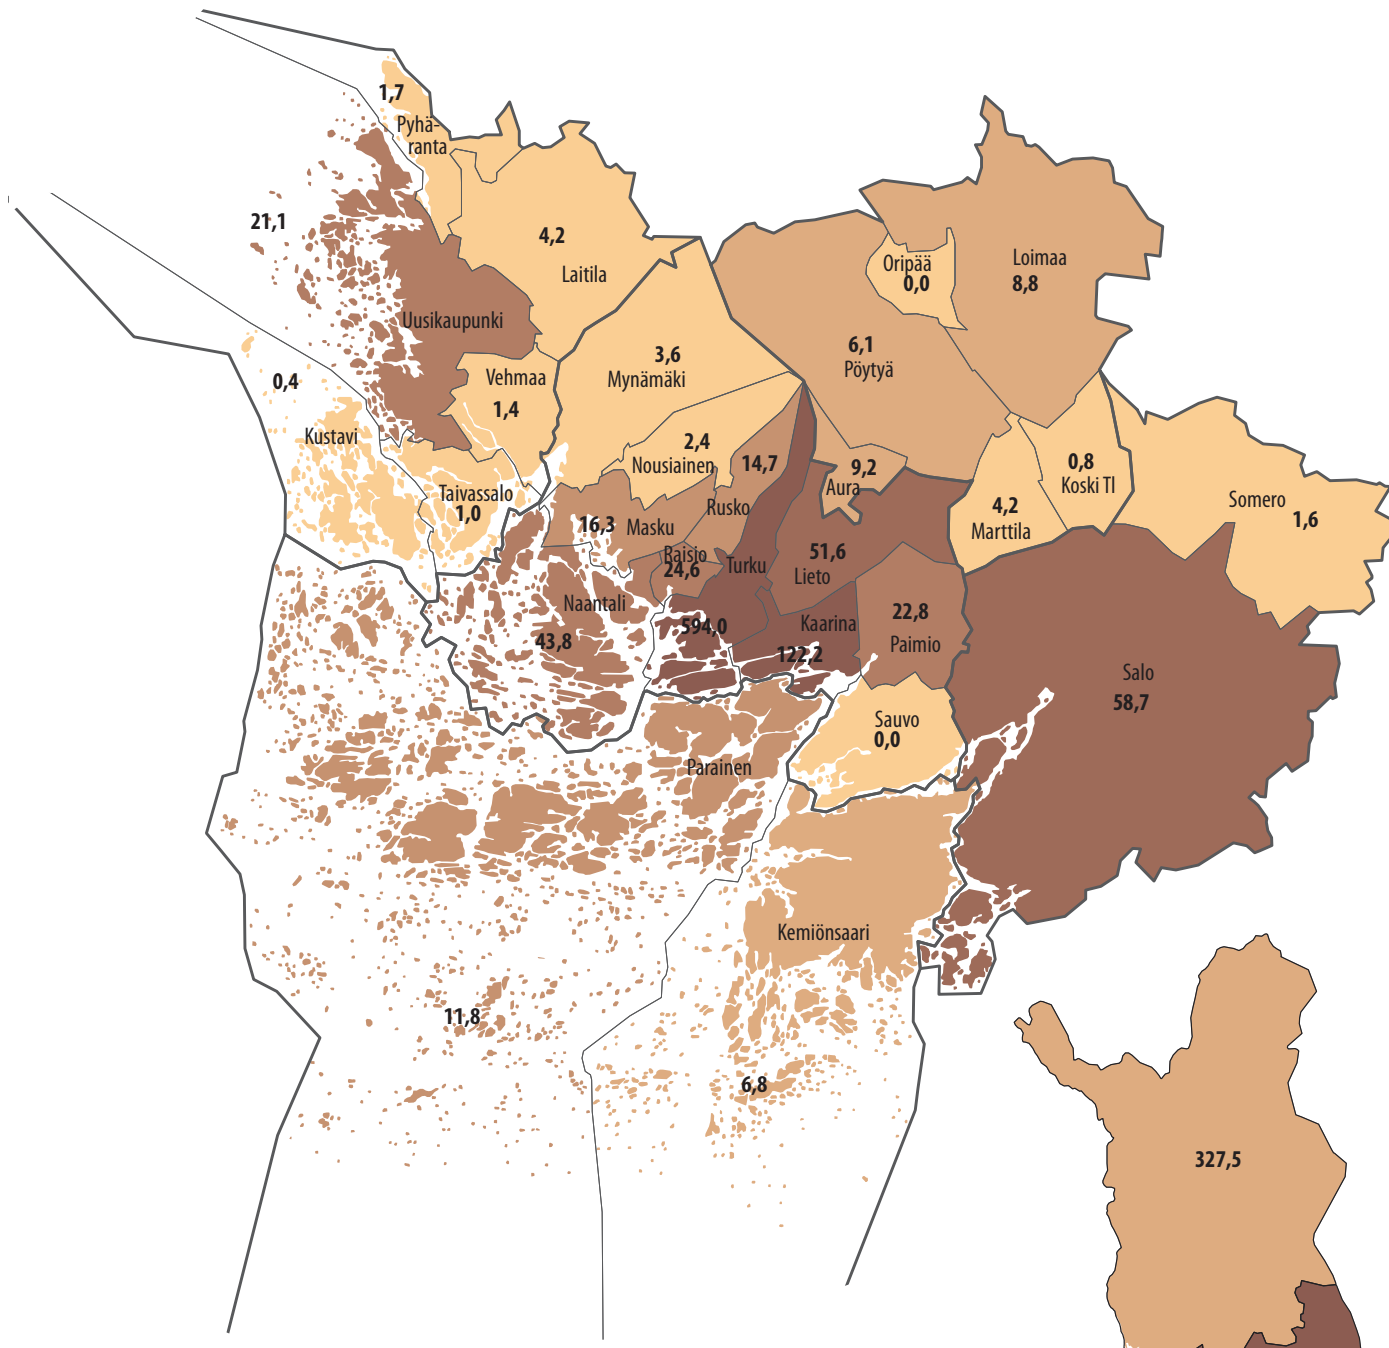 1,7
Pyhä-
ranta
21,1
4,2
Laitila
Uusikaupunki
Oripää
0,0
Loimaa
8,8
3,6
Mynämäki
6,1
Pöytyä
0,4
Kustavi
Vehmaa
1,4
2,4
Nousiainen
14,7
Rusko
9,2
Aura
0,8
Koski Tl
4,2
Marttila
Somero
1,6
Taivassalo
1,0
16,3
Masku
Raisio
24,6
Turku
594,0
51,6
Lieto
Naantali
43,8
Kaarina
122,2
22,8
Paimio
Salo
58,7
Sauvo
0,0
Parainen
11,8
Kemiönsaari
6,8
327,5